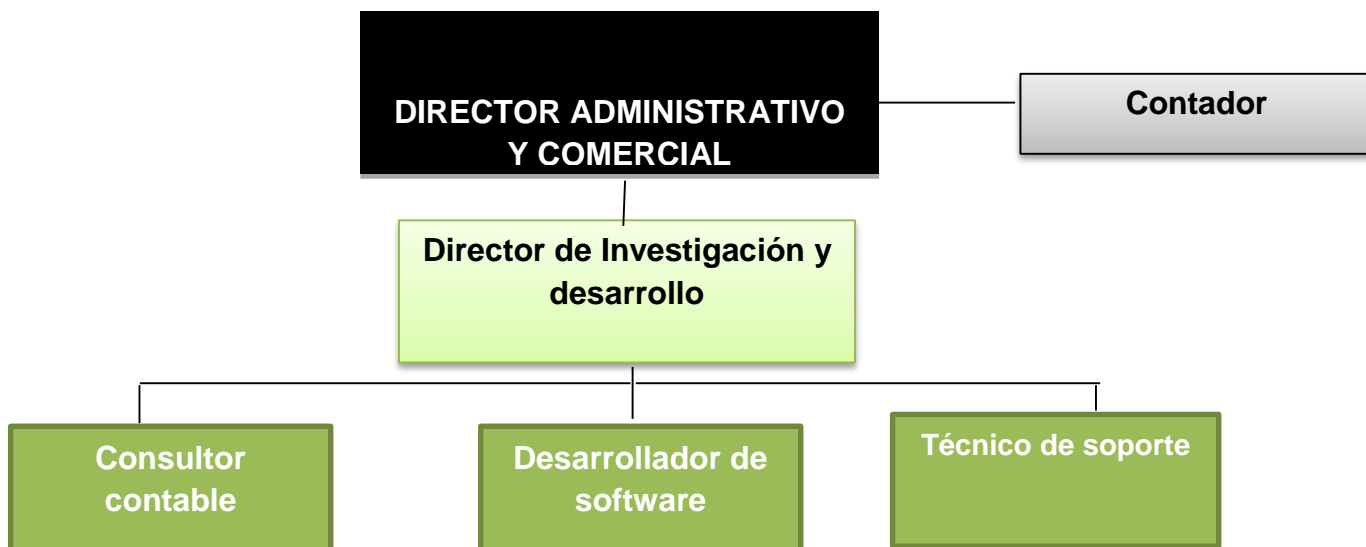 DIRECTOR ADMINISTRATIVO
Y COMERCIAL
Contador
Director de Investigación y
desarrollo
Consultor
contable
Desarrollador de
software
Técnico de soporte